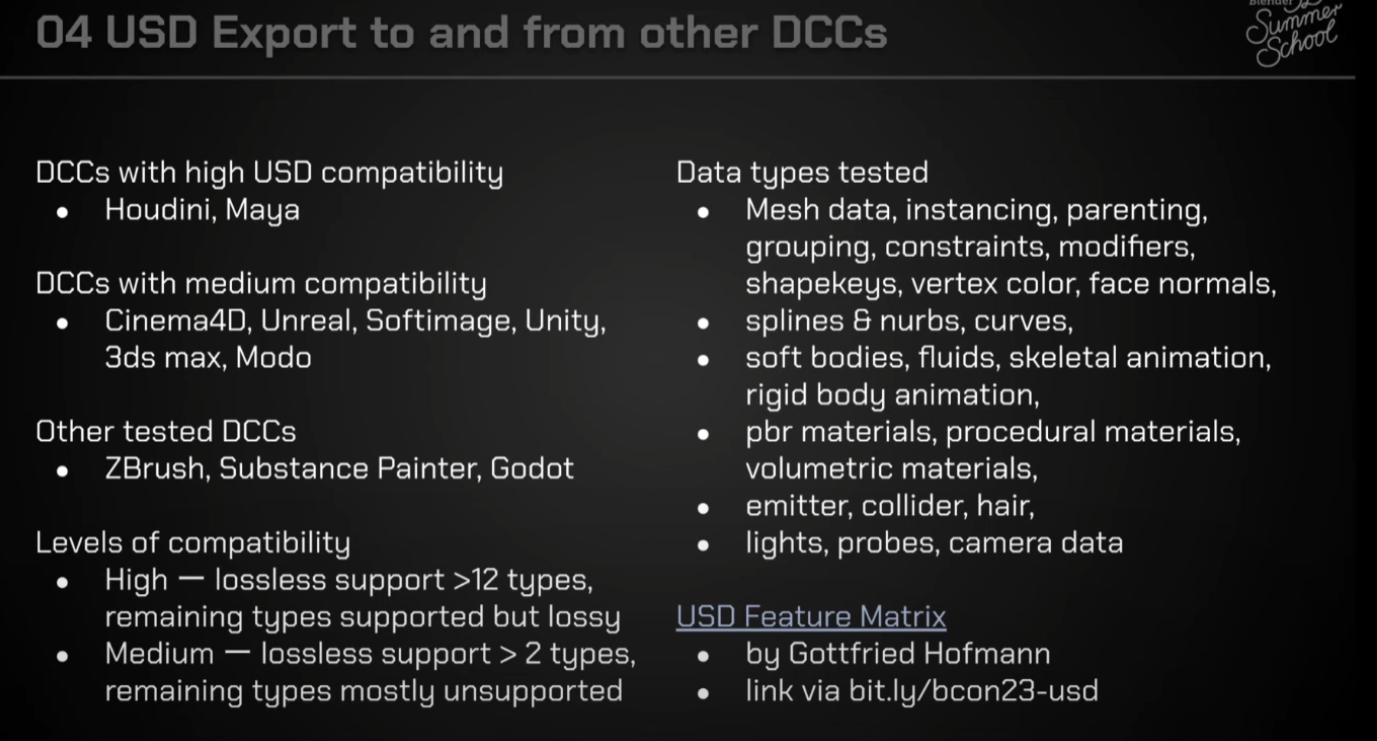 04 USD Export to and from other DCCs
Blender
Summer
School
DCCs with high USD compatibility
• Houdini, Maya
DCCs with medium compatibility
• Cinema4D, Unreal, Softimage, Unity,
3ds max, Modo
Other tested DCCs
• ZBrush, Substance Painter, Godot
Levels of compatibility
• High — lossless support >12 types,
remaining types supported but lossy
• Medium — lossless support > 2 types,
remaining types mostly unsupported
Data types tested
• Mesh data, instancing, parenting,
grouping, constraints, modifiers,
shapekeys, vertex color, face normals,
• splines & nurbs, curves,
• soft bodies, fluids, skeletal animation,
rigid body animation,
• pbr materials, procedural materials,
volumetric materials,
• emitter, collider, hair,
• lights, probes, camera data
USD Feature Matrix
• by Gottfried Hofmann
• link via bit.ly/bcon23-usd